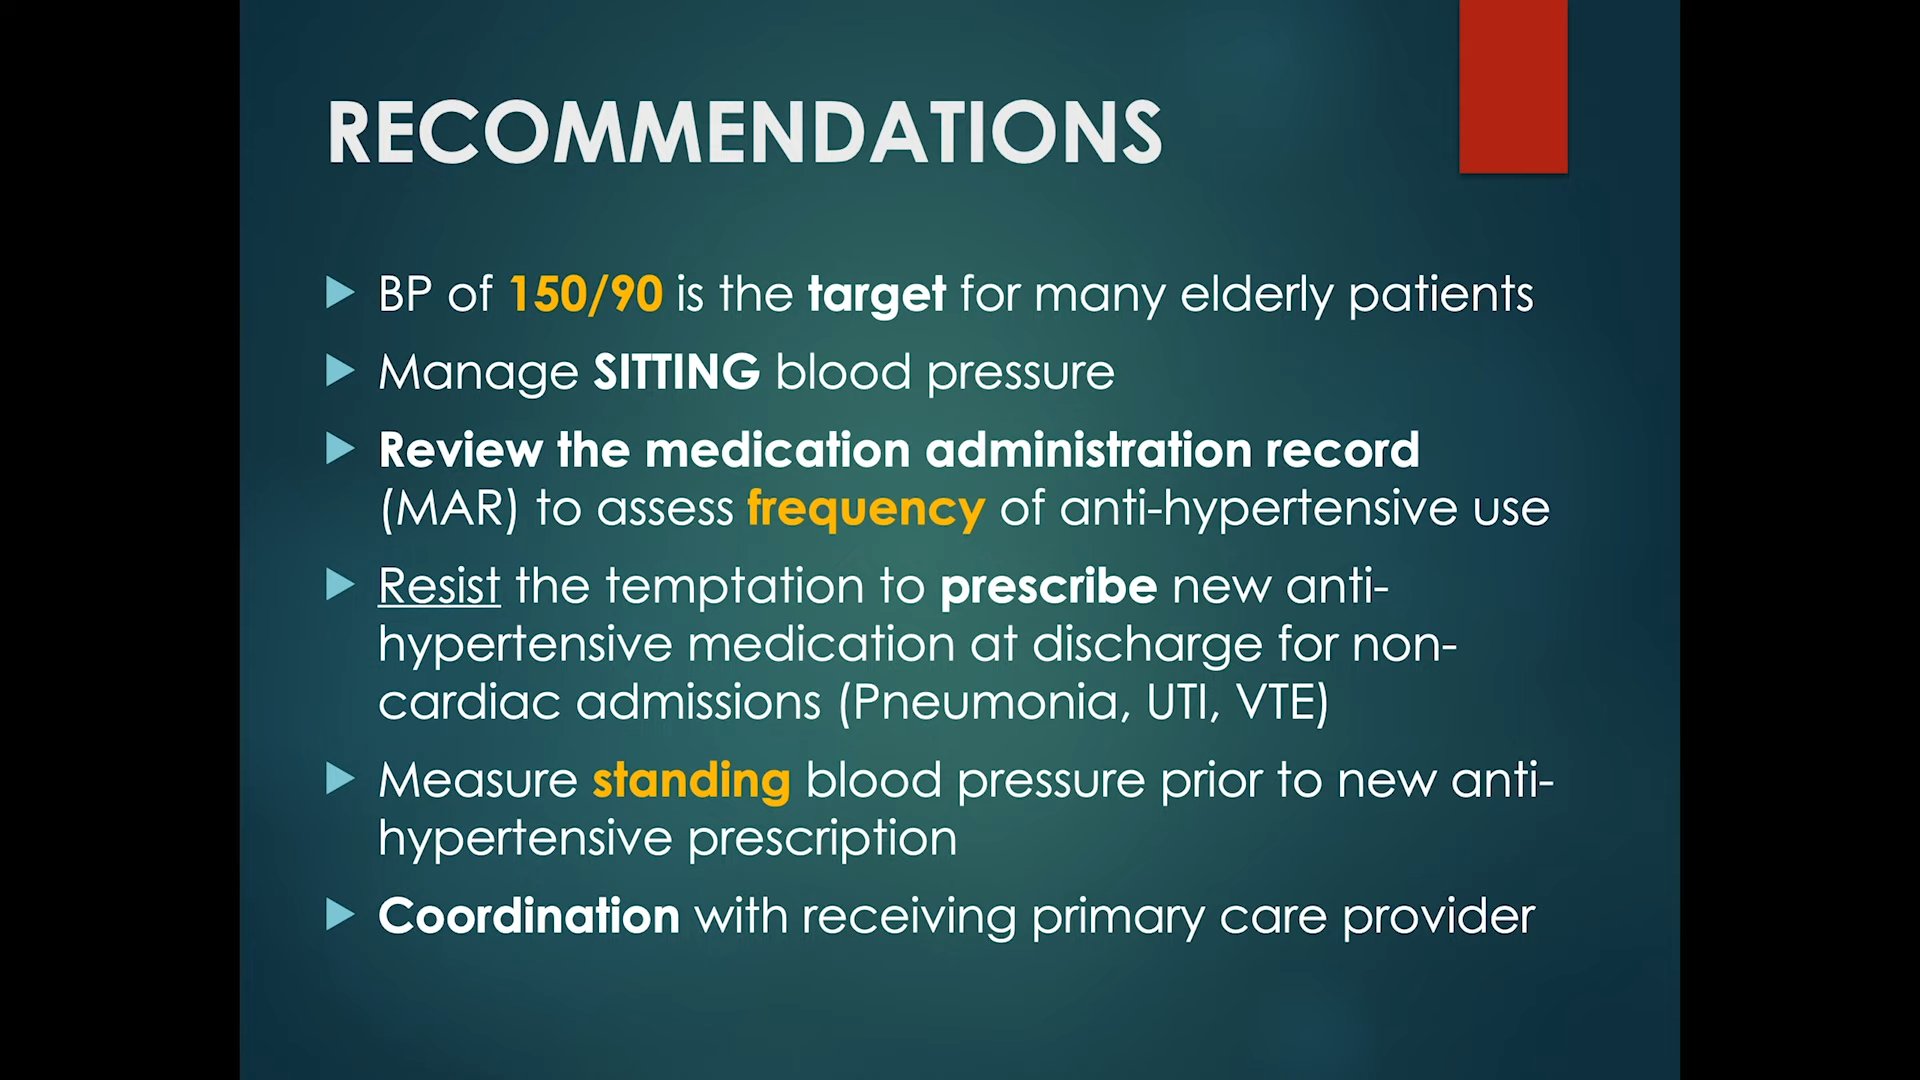 RECOMMENDATIONS
BP of 150/90 is the target for many elderly patients
Manage SITTING blood pressure
Review the medication administration record
(MAR) to assess frequency of anti-hypertensive use
Resist the temptation to prescribe new anti-
hypertensive medication at discharge for non-
cardiac admissions (Pneumonia, UTI, VTE)
Measure standing blood pressure prior to new anti-
hypertensive prescription
Coordination with receiving primary care provider